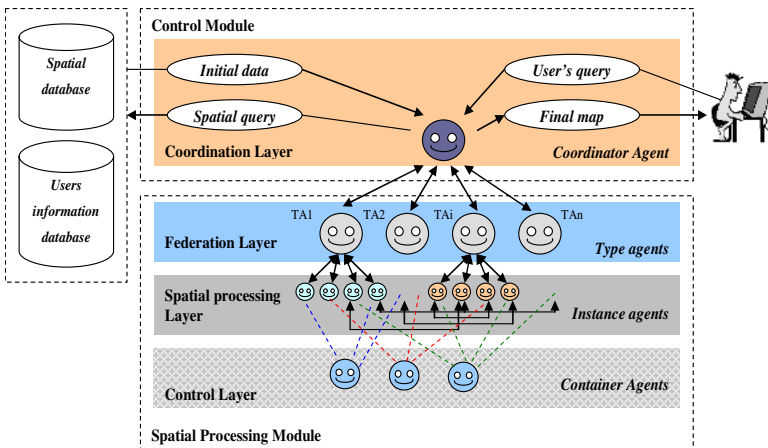 Control Module
Spatial
database
Users
information
database
Initial data
User's query
Spatial query
Final map
Coordination Layer
Coordinator Agent
TA1
TA2
TAi
TAn
Federation Layer
Type agents
Spatial processing
Layer
Instance agents
Control Layer
Container Agents
Spatial Processing Module